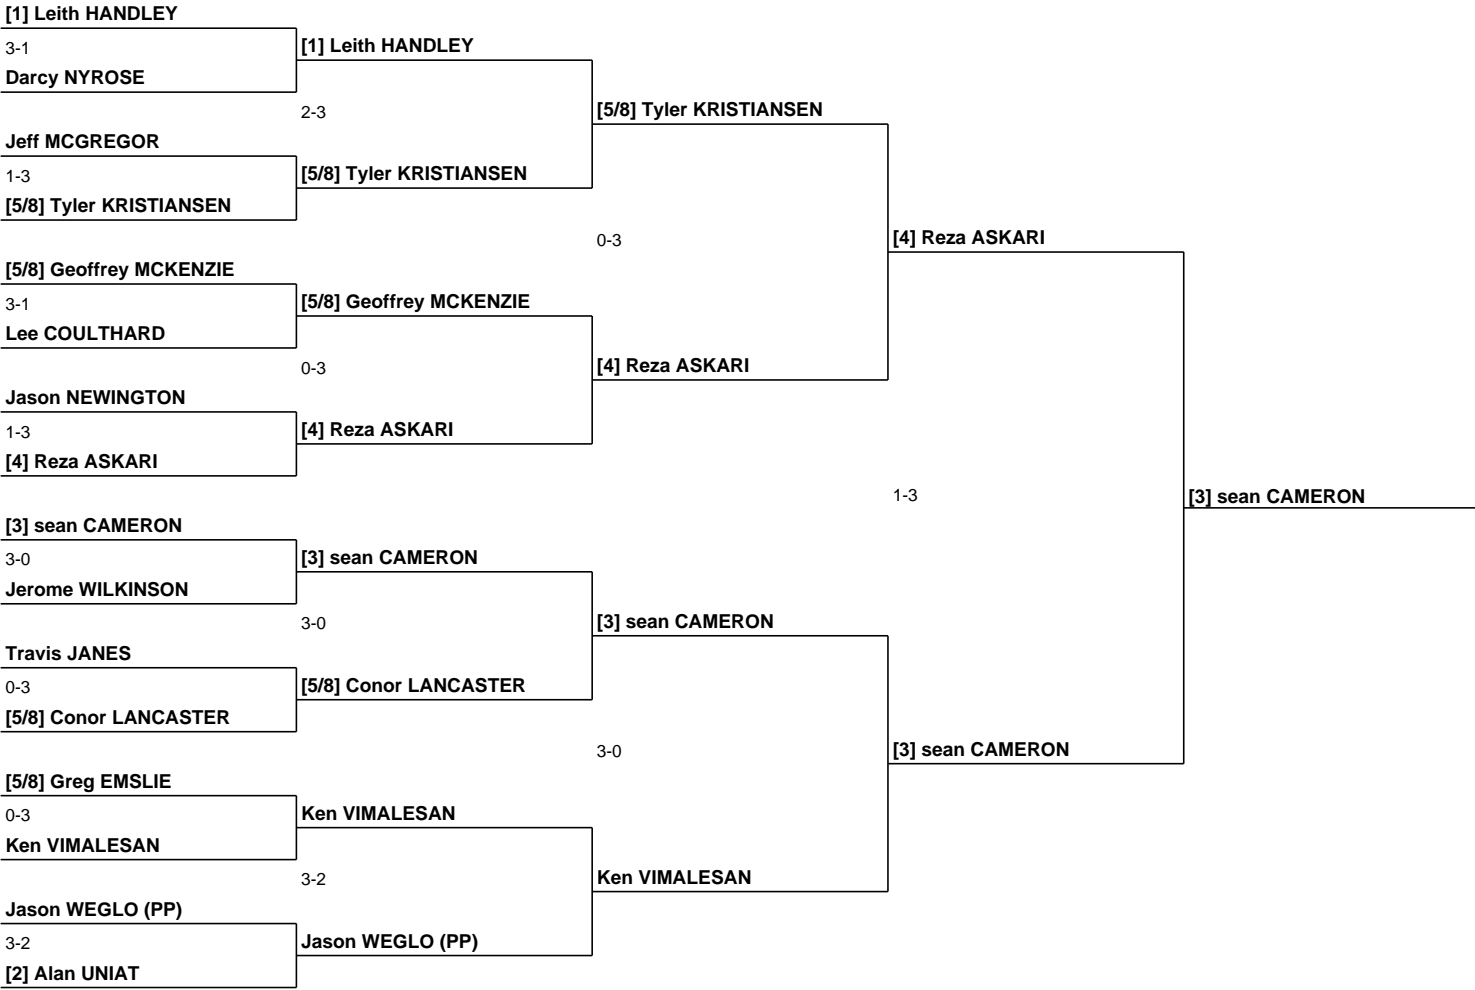 [1] Leith HANDLEY
3-1
Darcy NYROSE
Jeff MCGREGOR
1-3
[5/8] Tyler KRISTIANSEN
[5/8] Geoffrey MCKENZIE
3-1
Lee COULTHARD
Jason NEWINGTON
1-3
[4] Reza ASKARI
[3] sean CAMERON
3-0
Jerome WILKINSON
Travis JANES
0-3
[5/8] Conor LANCASTER
[5/8] Greg EMSLIE
0-3
Ken VIMALESAN
Jason WEGLO (PP)
3-2
[2] Alan UNIAT
[1] Leith HANDLEY
2-3
[5/8] Tyler KRISTIANSEN
[5/8] Geoffrey MCKENZIE
0-3
[4] Reza ASKARI
[3] sean CAMERON
3-0
[5/8] Conor LANCASTER
Ken VIMALESAN
3-2
Jason WEGLO (PP)
[5/8] Tyler KRISTIANSEN
0-3
[4] Reza ASKARI
[3] sean CAMERON
3-0
Ken VIMALESAN
[4] Reza ASKARI
1-3
[3] sean CAMERON
[3] sean CAMERON